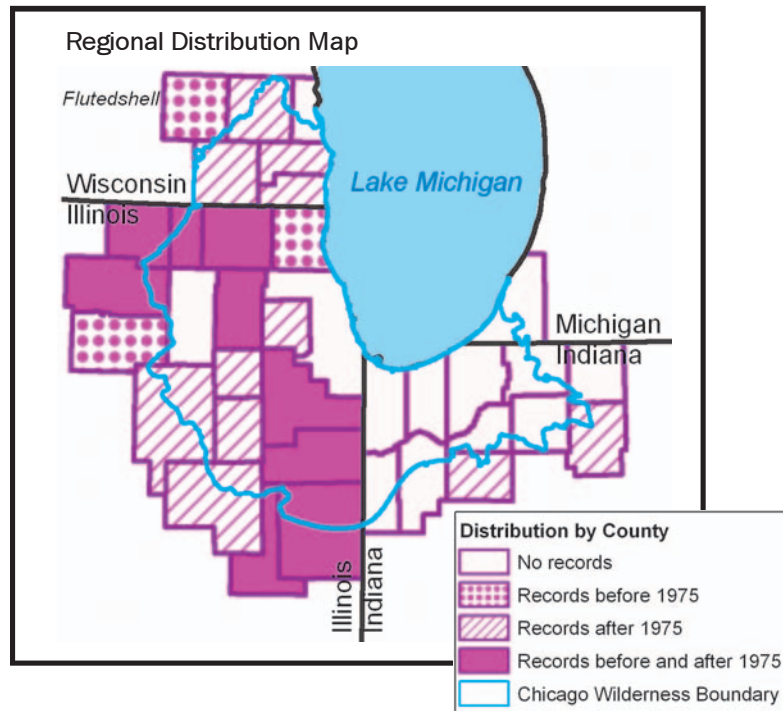 Regional Distribution Map
Flutedshell
Lake Michigan
Wisconsin
Illinois
Michigan
Indiana
Illinois
Indiana
Distribution by County
No records
Records before 1975
Records after 1975
Records before and after 1975
Chicago Wilderness Boundary